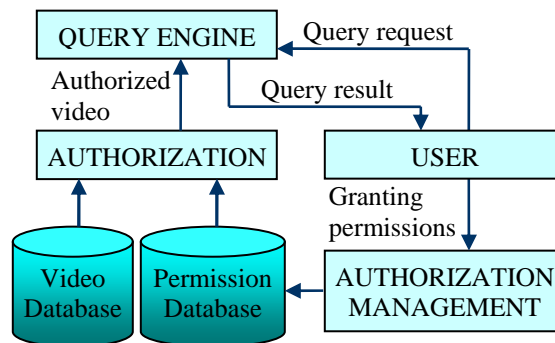 QUERY ENGINE
Query request
Authorized
video
Query result
AUTHORIZATION
USER
Granting
permissions
Video
Database
Permission
Database
AUTHORIZATION
MANAGEMENT